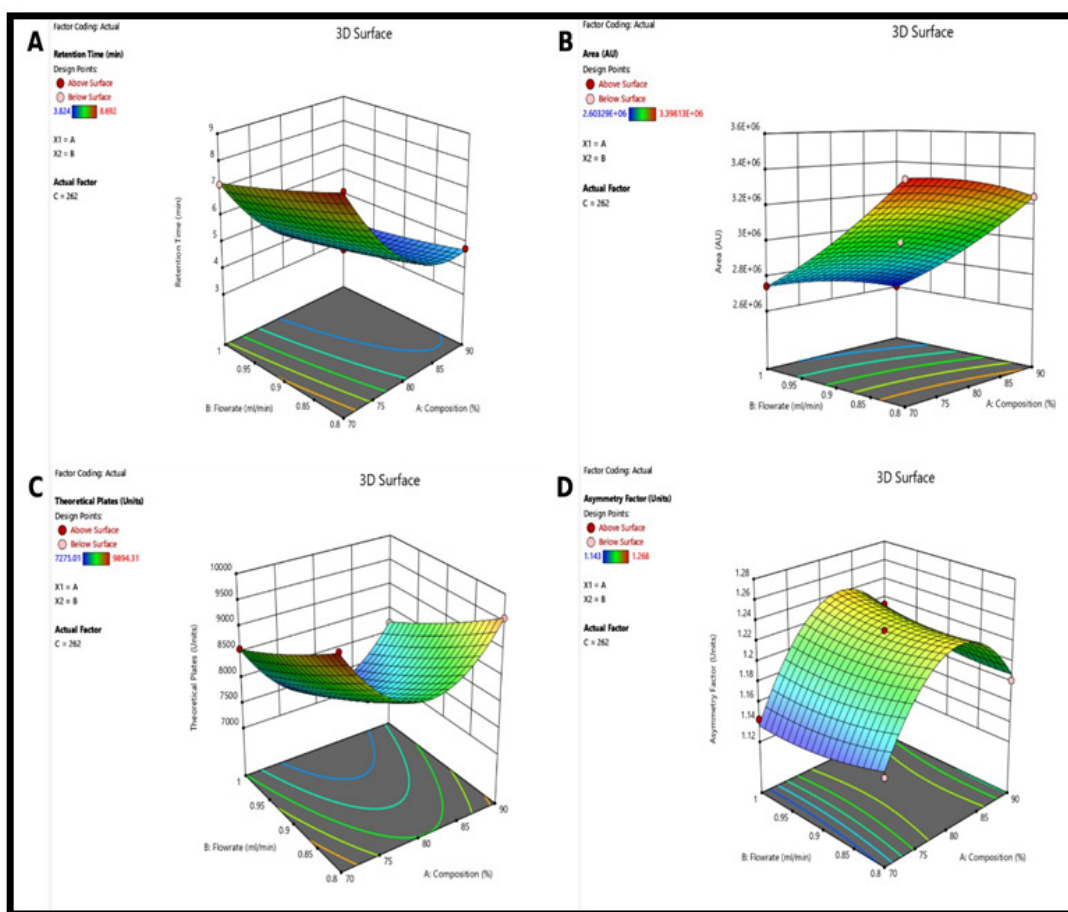 A
Factor Coding: Actual
3D Surface
Retention Time (min)
Design Points:
Above Surface
Below Surface
3.624 8.692
X1 = A
X2 = B
Actual Factor
C = 262
9
8
7
6
5
4
3
Retention Time (min)
1
0.95
0.9
0.85
0.8
B: Flowrate (ml/min)
70
75
80
85
90
A: Composition (%)
B
Factor Coding: Actual
3D Surface
Area (AU)
Design Points:
Above Surface
Below Surface
2.60329E+06 3.39813E+06
X1 = A
X2 = B
Actual Factor
C = 262
3.6E+06
3.4E+06
3.2E+06
3E+06
2.8E+06
2.6E+06
Area (AU)
1
0.95
0.9
0.85
0.8
B: Flowrate (ml/min)
70
75
80
85
90
A: Composition (%)
C
Factor Coding: Actual
3D Surface
Theoretical Plates (Units)
Design Points:
Above Surface
Below Surface
7275.01 9894.31
X1 = A
X2 = B
Actual Factor
C = 262
10000
9500
9000
8500
8000
7500
7000
Theoretical Plates (Units)
1
0.95
0.9
0.85
0.8
B: Flowrate (ml/min)
70
75
80
85
90
A: Composition (%)
D
Factor Coding: Actual
3D Surface
Asymmetry Factor (Units)
Design Points:
Above Surface
Below Surface
1.143 1.268
X1 = A
X2 = B
Actual Factor
C = 262
1.28
1.26
1.24
1.22
1.2
1.18
1.16
1.14
1.12
Asymmetry Factor (Units)
1
0.95
0.9
0.85
0.8
B: Flowrate (ml/min)
70
75
80
85
90
A: Composition (%)